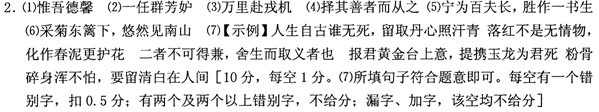 2. (1)惟吾德馨 (2)一任群芳妒 (3)万里赴戎机 (4)择其善者而从之 (5)宁为百夫长，胜作一书生
(6)采菊东篱下，悠然见南山 (7)【示例】人生自古谁无死，留取丹心照汗青 落红不是无情物，
化作春泥更护花 二者不可得兼，舍生而取义者也 报君黄金台上意，提携玉龙为君死 粉骨
碎身浑不怕，要留清白在人间［10 分，每空 1 分。(7)所填句子符合题意即可。每空有一个错
别字，扣 0.5 分；有两个及两个以上错别字，不给分；漏字、加字，该空均不给分］